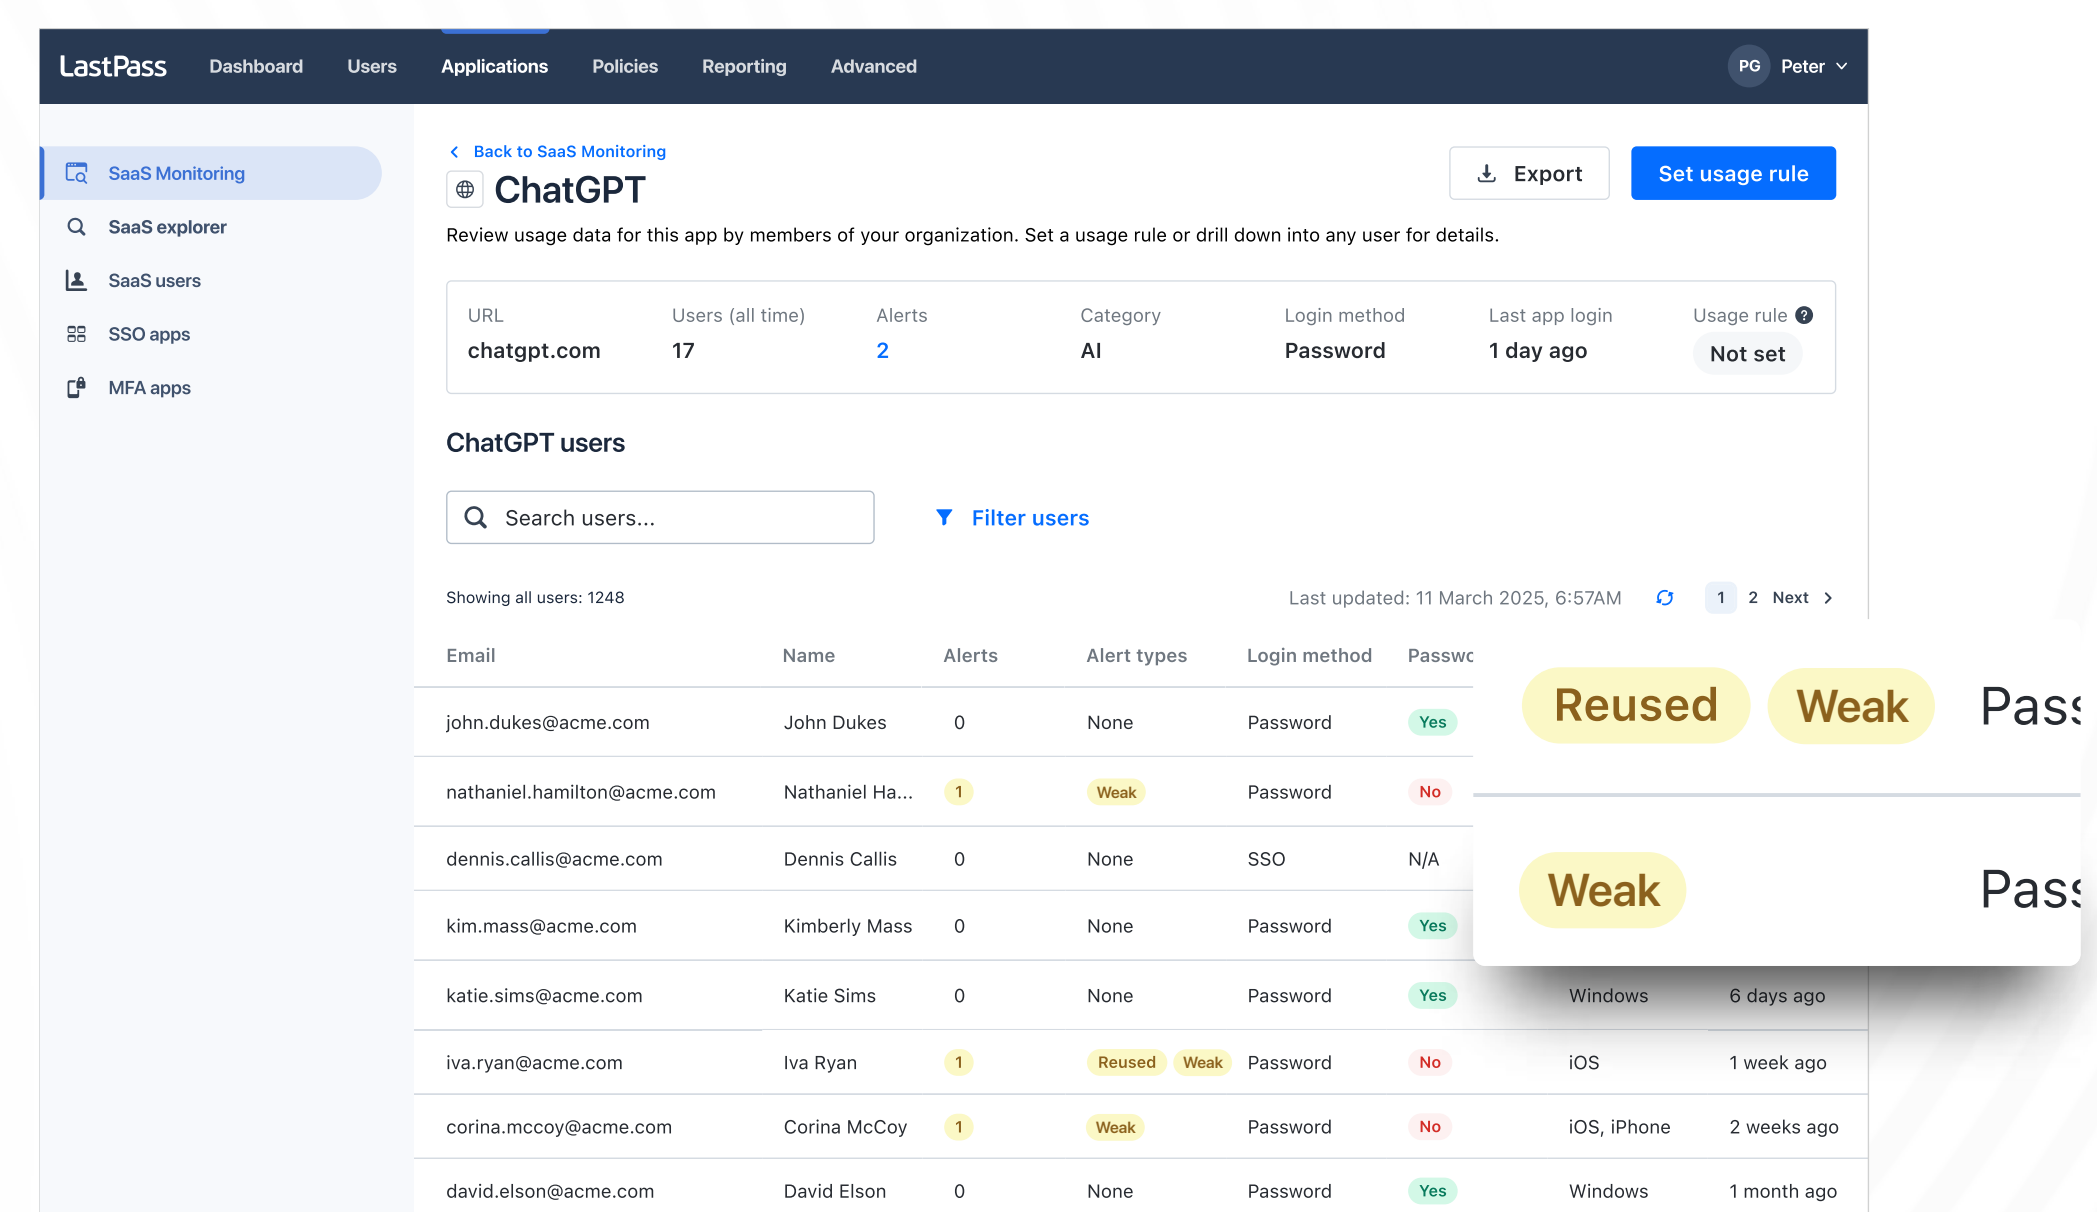 LastPass Dashboard Users Applications Policies Reporting Advanced PG Peter
SaaS Monitoring
SaaS explorer
SaaS users
SSO apps
MFA apps
Back to SaaS Monitoring
ChatGPT
Export Set usage rule
Review usage data for this app by members of your organization. Set a usage rule or drill down into any user for details.
URL Users (all time) Alerts Category Login method Last app login Usage rule ?
chatgpt.com 17 2 AI Password 1 day ago Not set
ChatGPT users
Search users... Filter users
Showing all users: 1248 Last updated: 11 March 2025, 6:57AM 1 2 Next
Email Name Alerts Alert types Login method Passwo
john.dukes@acme.com John Dukes 0 None Password Yes
nathaniel.hamilton@acme.com Nathaniel Ha... 1 Weak Password No
dennis.callis@acme.com Dennis Callis 0 None SSO N/A
kim.mass@acme.com Kimberly Mass 0 None Password Yes
katie.sims@acme.com Katie Sims 0 None Password Yes Windows 6 days ago
iva.ryan@acme.com Iva Ryan 1 Reused Weak Password No iOS 1 week ago
corina.mccoy@acme.com Corina McCoy 1 Weak Password No iOS, iPhone 2 weeks ago
david.elson@acme.com David Elson 0 None Password Yes Windows 1 month ago
Reused Weak Pass
Weak Pass